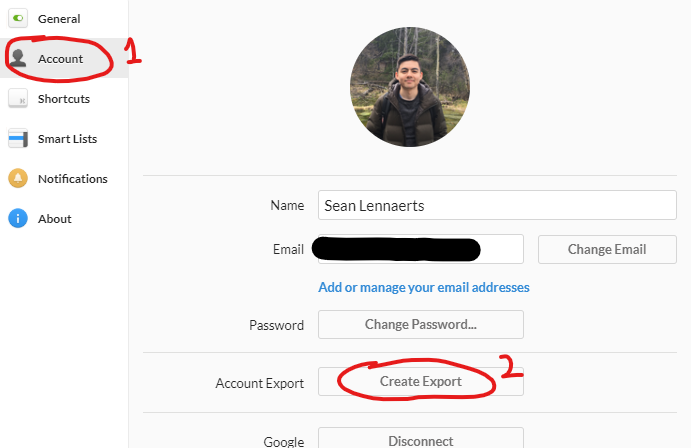 General
Account 1
Shortcuts
Smart Lists
Notifications
About
Name Sean Lennaerts
Email Change Email
Add or manage your email addresses
Password Change Password...
Account Export Create Export 2
Google Disconnect